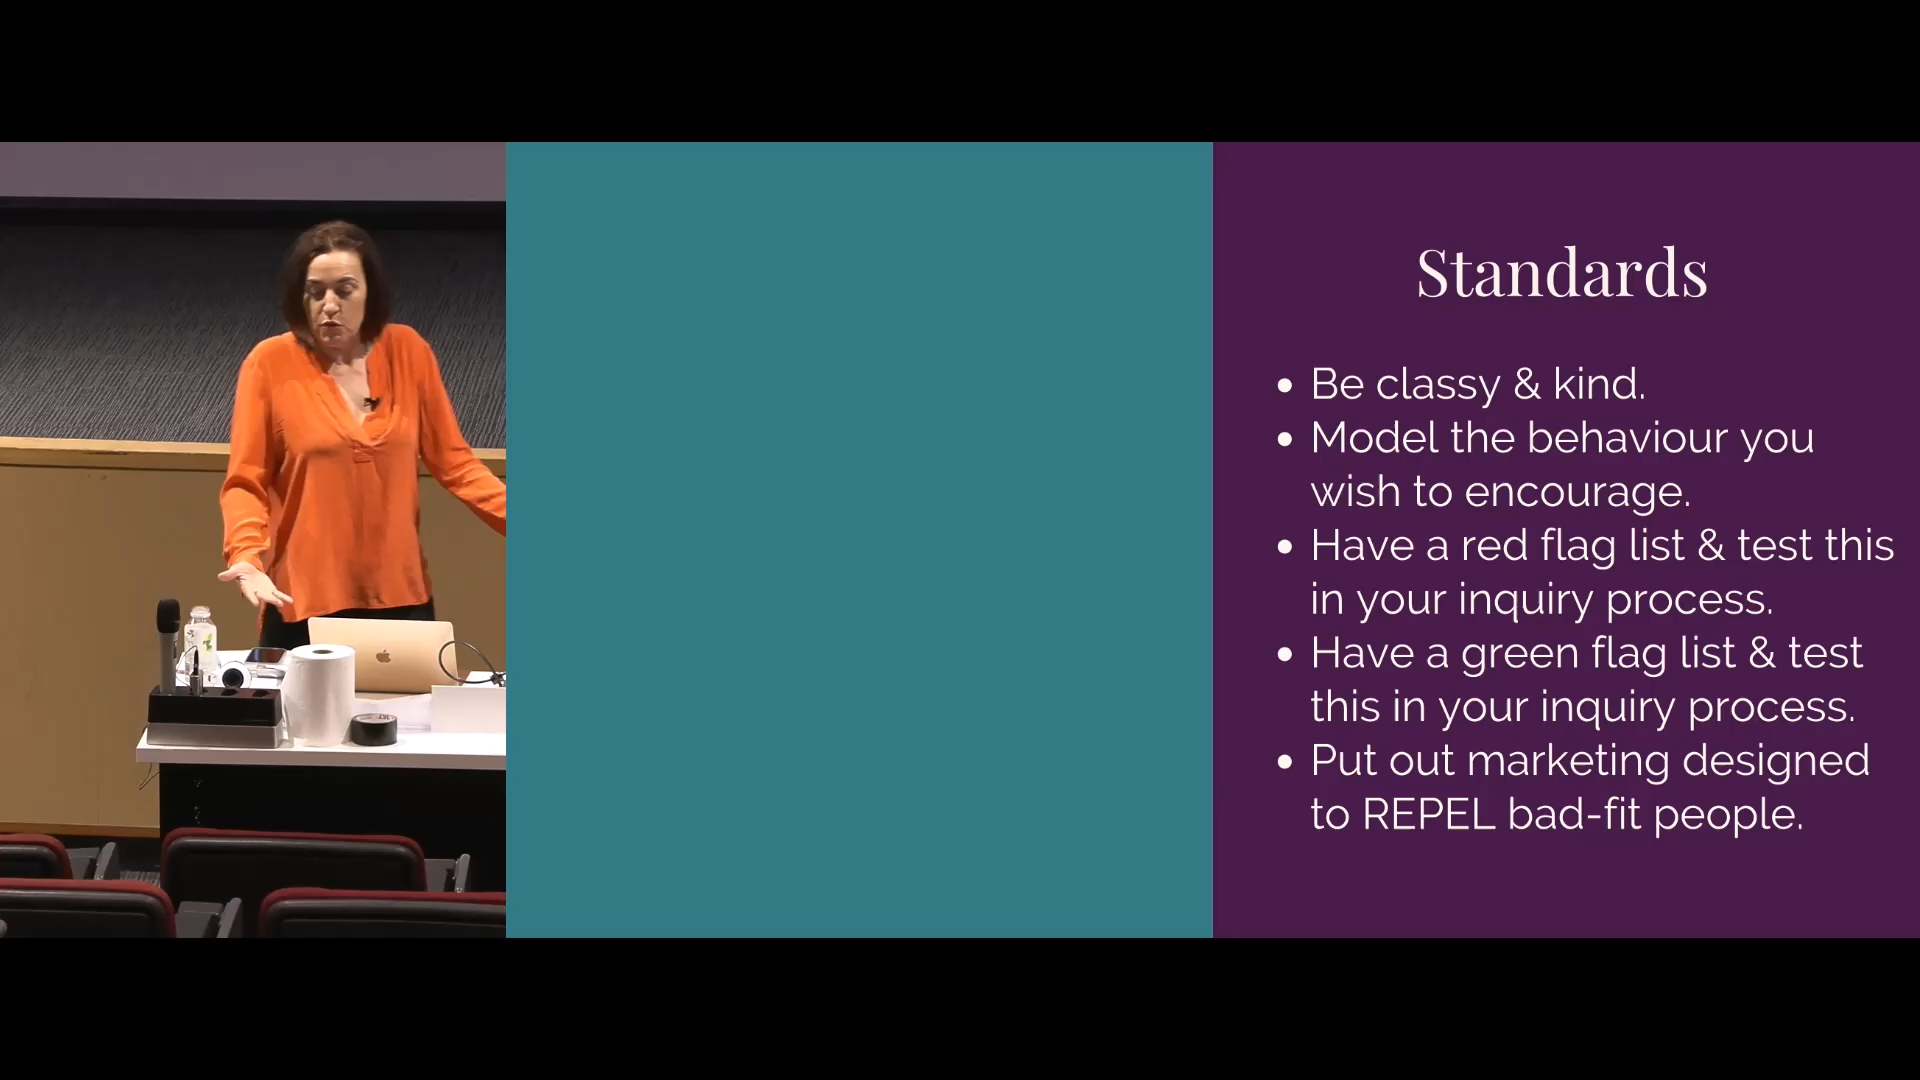 Standards
• Be classy & kind.
• Model the behaviour you
wish to encourage.
• Have a red flag list & test this
in your inquiry process.
• Have a green flag list & test
this in your inquiry process.
• Put out marketing designed
to REPEL bad-fit people.